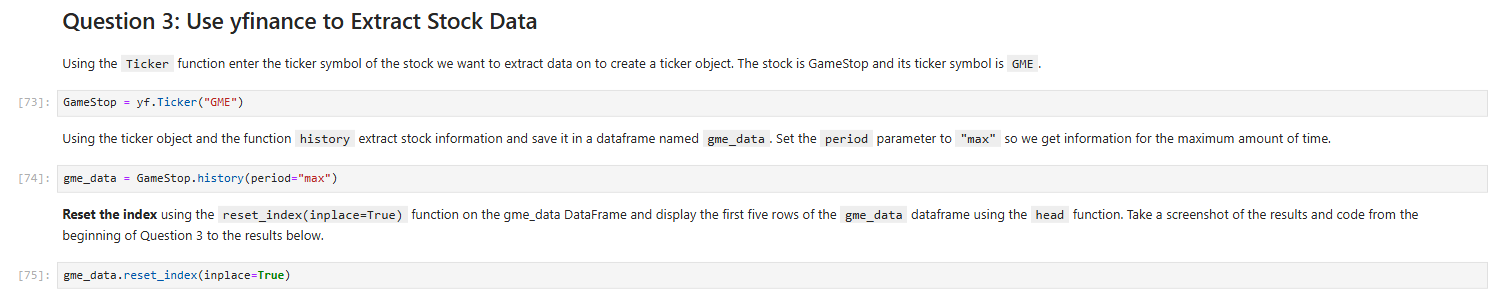 Question 3: Use yfinance to Extract Stock Data
Using the Ticker function enter the ticker symbol of the stock we want to extract data on to create a ticker object. The stock is GameStop and its ticker symbol is GME .
[73]: GameStop = yf.Ticker("GME")
Using the ticker object and the function history extract stock information and save it in a dataframe named gme_data . Set the period parameter to "max" so we get information for the maximum amount of time.
[74]: gme_data = GameStop.history(period="max")
Reset the index using the reset_index(inplace=True) function on the gme_data DataFrame and display the first five rows of the gme_data dataframe using the head function. Take a screenshot of the results and code from the
beginning of Question 3 to the results below.
[75]: gme_data.reset_index(inplace=True)